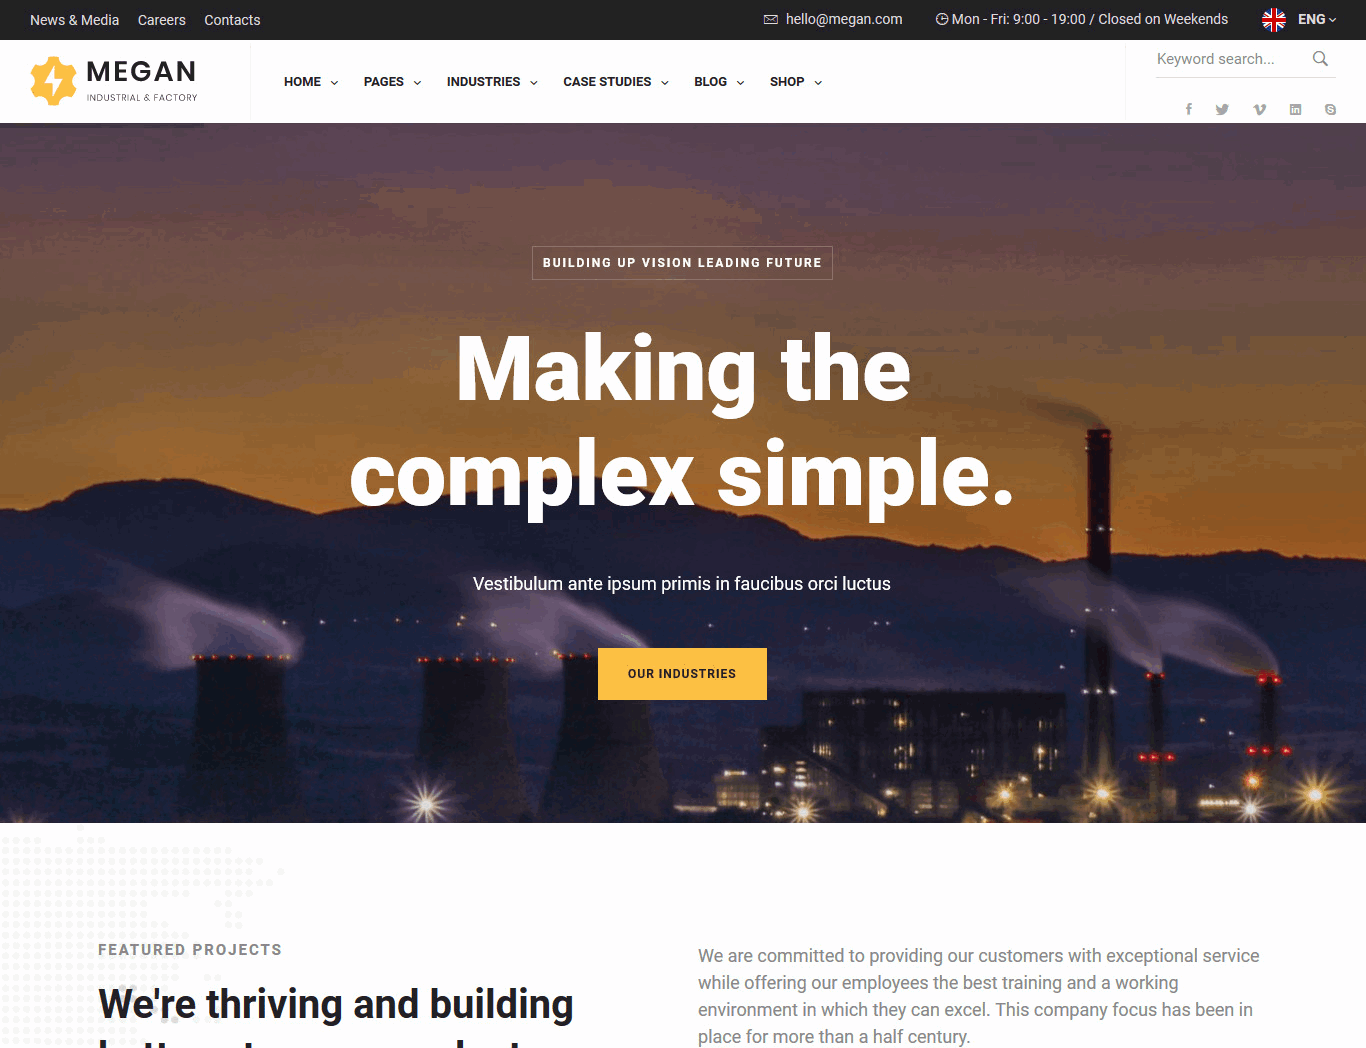 News & Media Careers Contacts
hello@megan.com Mon - Fri: 9:00 - 19:00 / Closed on Weekends ENG
MEGAN
INDUSTRIAL & FACTORY
HOME PAGES INDUSTRIES CASE STUDIES BLOG SHOP
Keyword search...
BUILDING UP VISION LEADING FUTURE
Making the
complex simple.
Vestibulum ante ipsum primis in faucibus orci luctus
OUR INDUSTRIES
FEATURED PROJECTS
We're thriving and building
We are committed to providing our customers with exceptional service
while offering our employees the best training and a working
environment in which they can excel. This company focus has been in
place for more than a half century.